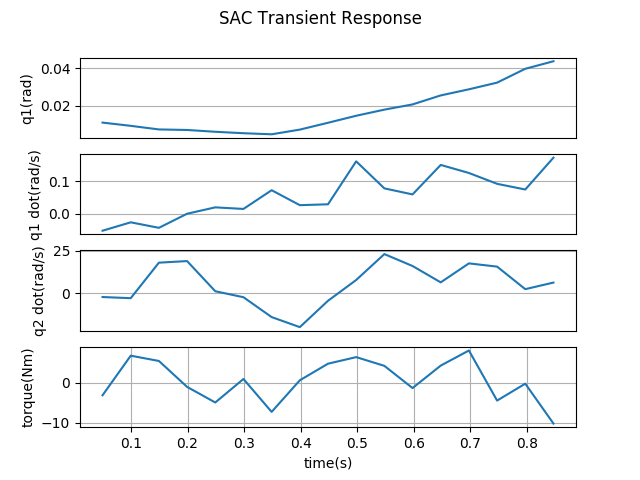 SAC Transient Response
0.04
0.02
q1(rad)
0.1
0.0
q1 dot(rad/s)
25
0
q2 dot(rad/s)
0
−10
torque(Nm)
0.1 0.2 0.3 0.4 0.5 0.6 0.7 0.8
time(s)